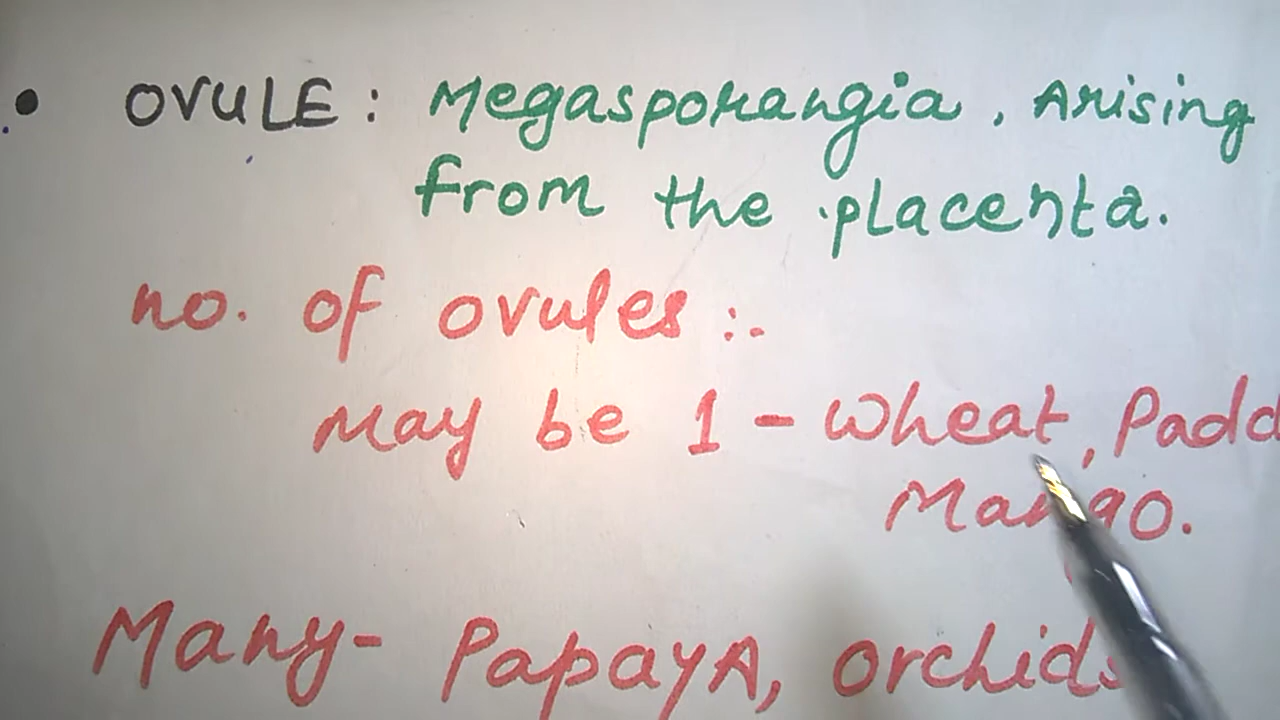 • OVULE: Megasporangia, Arising
from the placenta.
no. of ovules :-
May be 1 - Wheat, Padd
Mango.
Many- PapayA, orchids